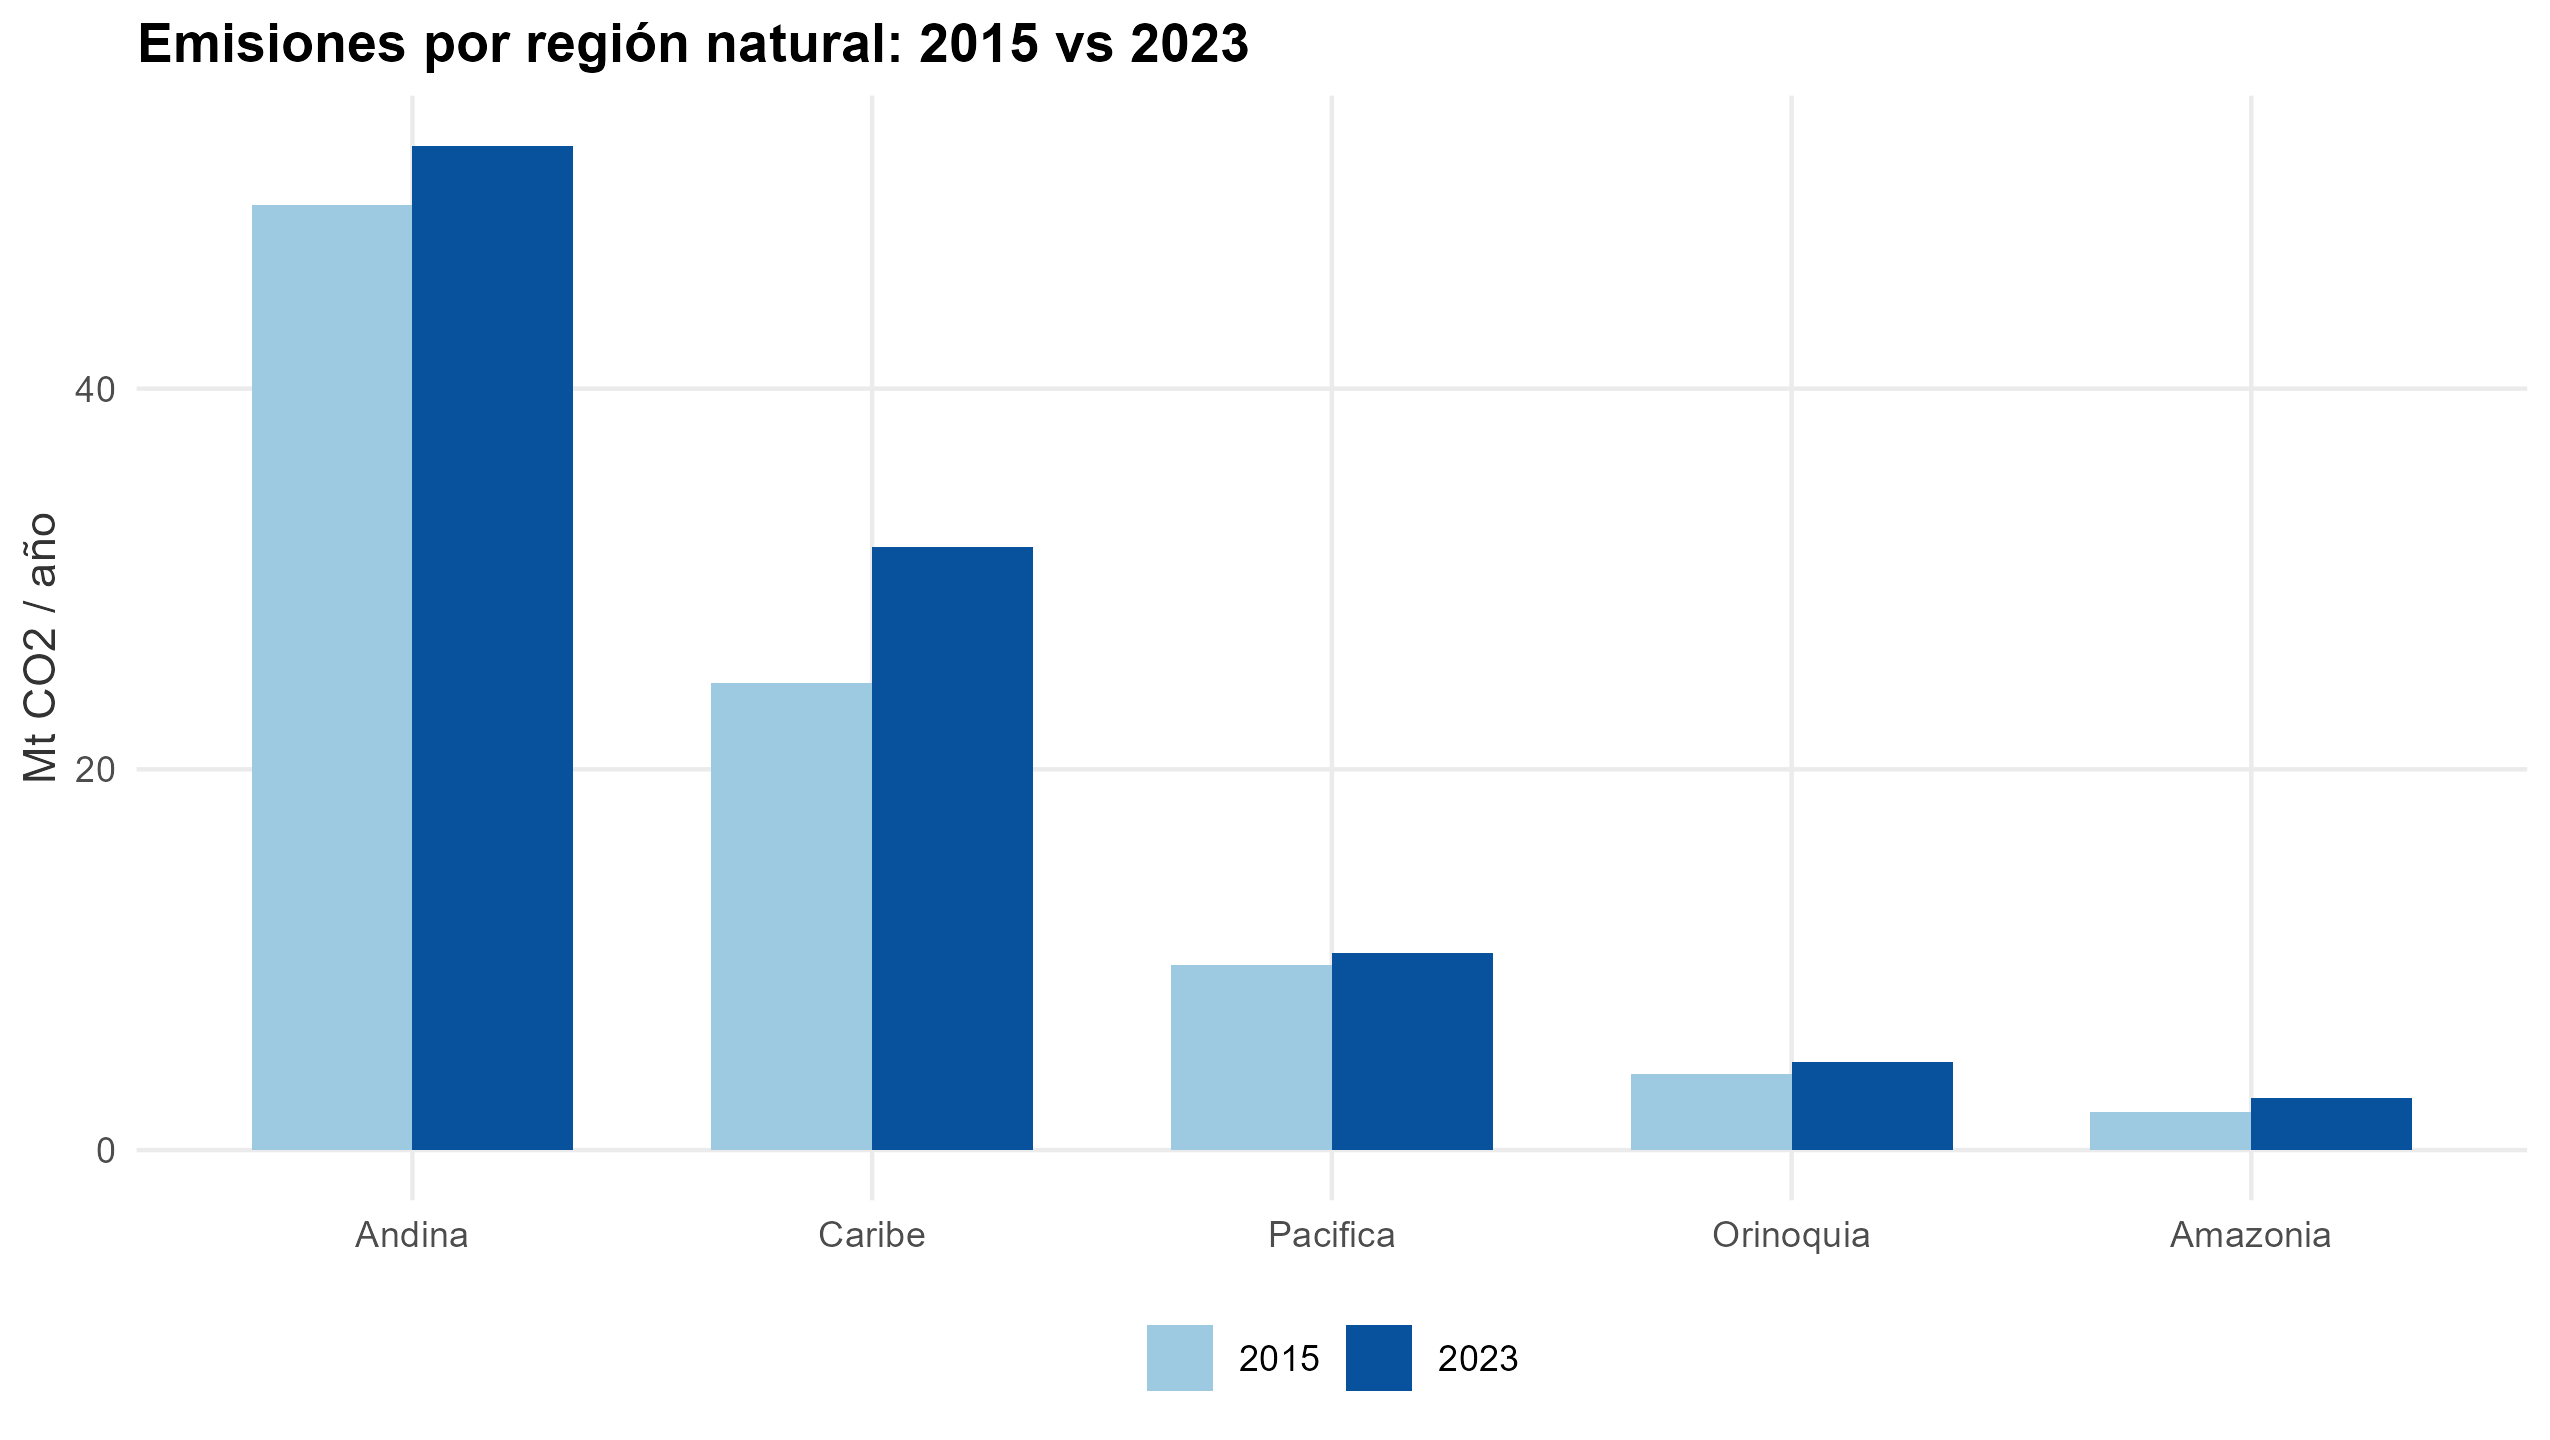 Emisiones por región natural: 2015 vs 2023
Mt CO2 / año
40
20
0
Andina
Caribe
Pacifica
Orinoquia
Amazonia
2015
2023